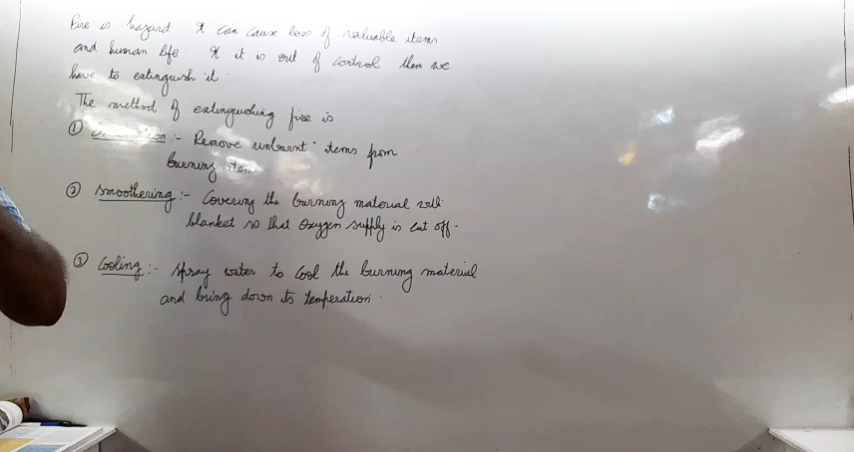 Fire is hazard It can cause loss of valuable items
and human life. If it is out of control then we
have to extinguish it.
The method of extinguishing fire is
① :- Remove unburnt items from
burning
② Smoothering :- Covering the burning material with
blanket so that oxygen supply is cut off.
③ Cooling :- Spray water to cool the burning material
and bring down its temperation.